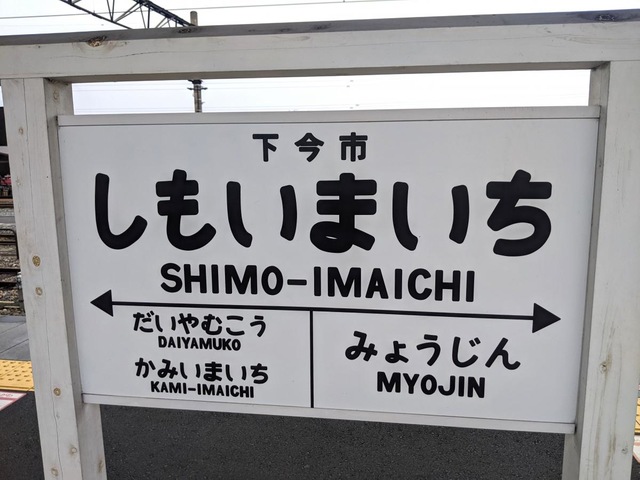 下今市
しもいまいち
SHIMO-IMAICHI
だいやむこう
DAIYAMUKO
かみいまいち
KAMI-IMAICHI
みょうじん
MYOJIN